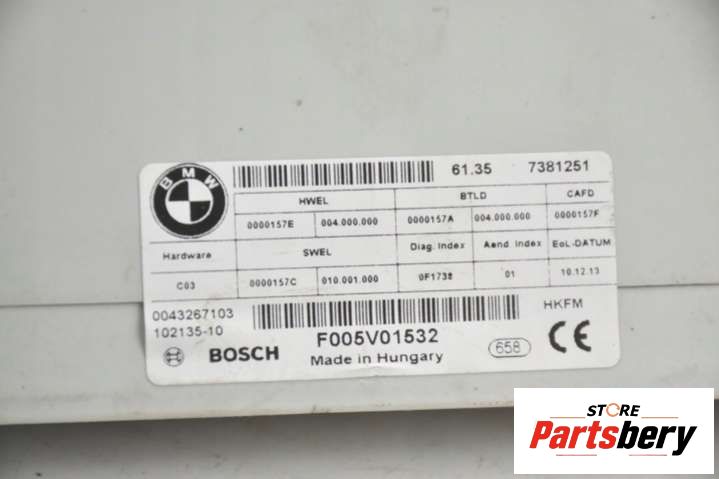 BMW
61.35 7381251
HWEL BTLD CAFD
0000157E 004.000.000 0000157A 004.000.000 0000157F
Hardware SWEL Diag. Index Aend. Index EoL-DATUM
C03 0000157C 010.001.000 0F173# 01 10.12.13
0043267103 HKFM
102135-10
BOSCH F005V01532 658 CE
Made in Hungary
STORE
Partsbery